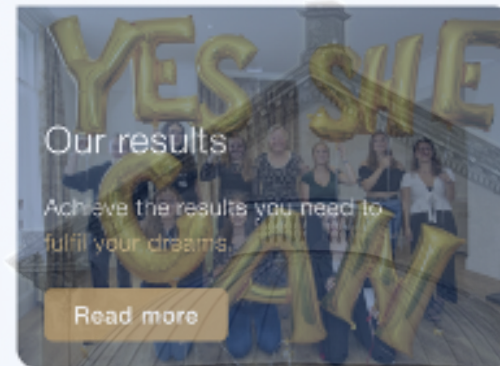 YES SHE
CAN
Our results
Achieve the results you need to
fulfil your dreams.
Read more